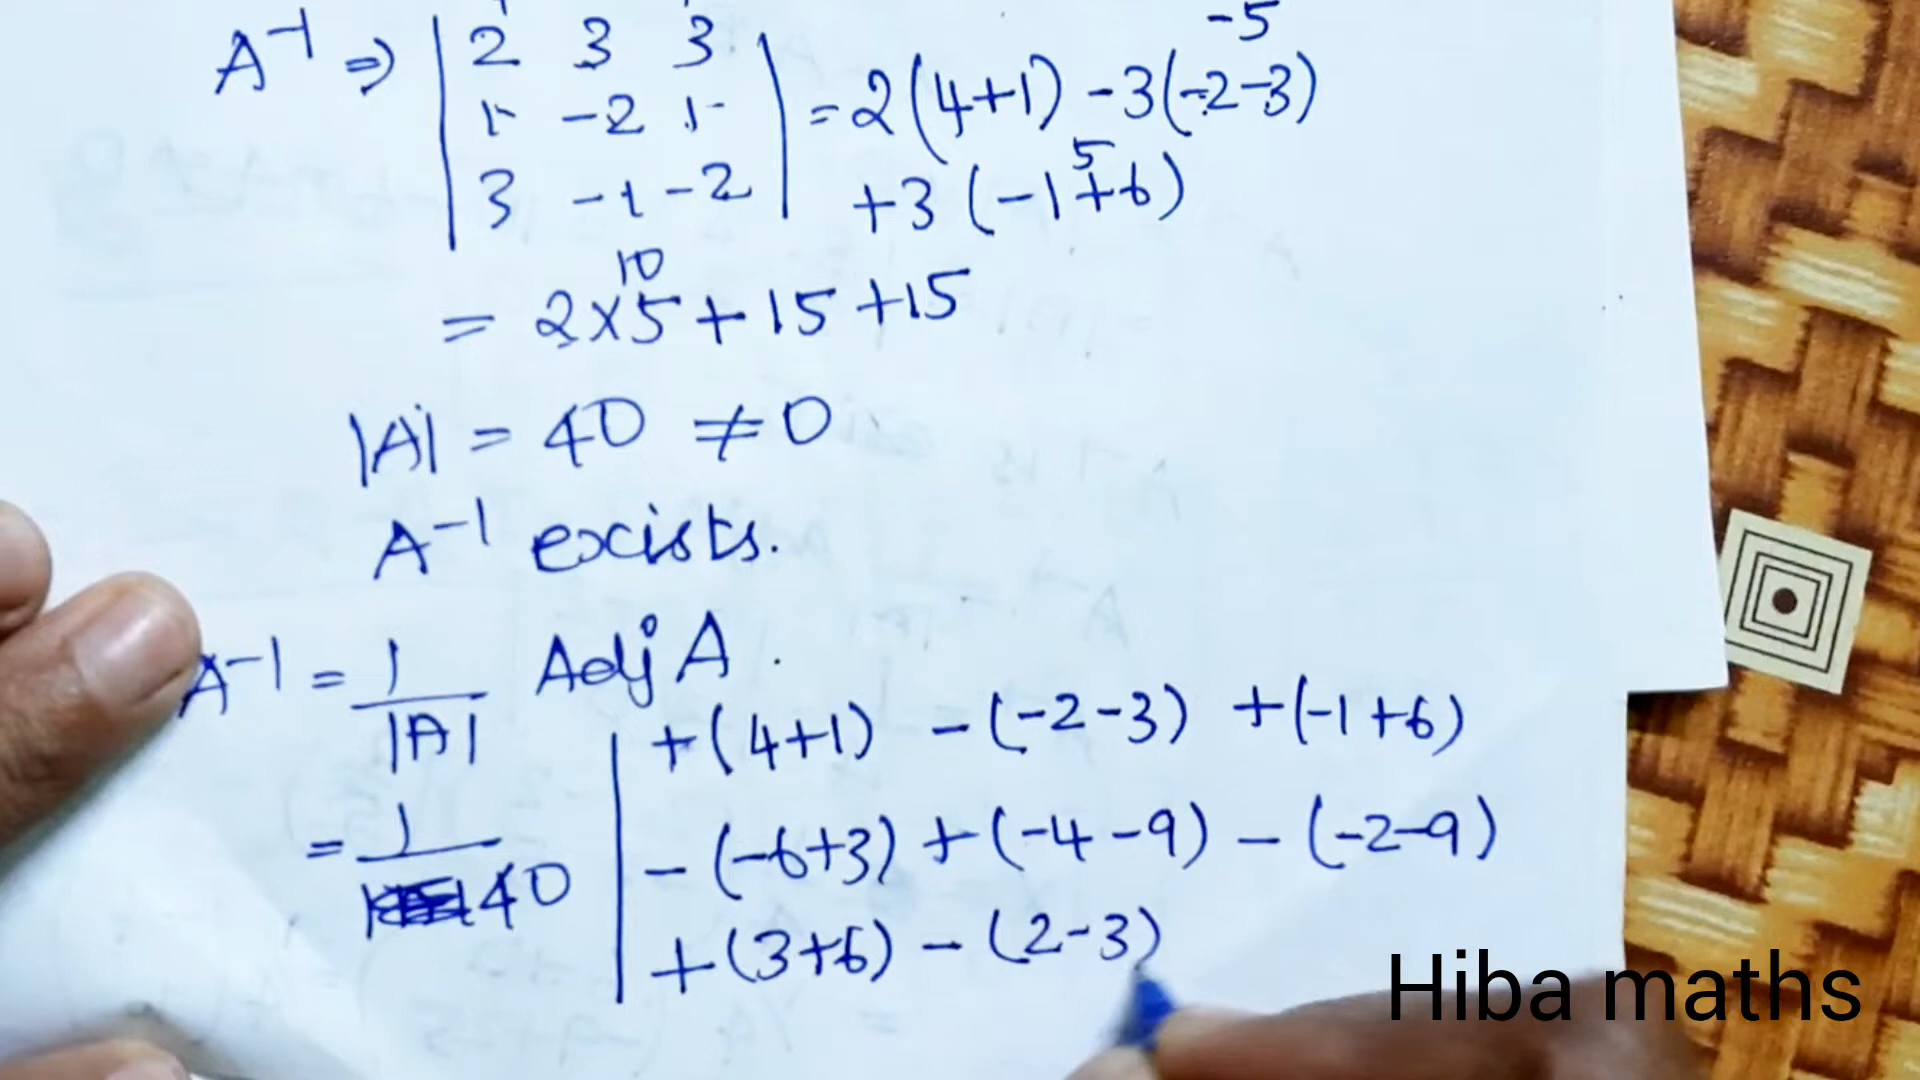 A⁻¹ ⇒ | 2 3 3 | = 2(4+1) -3(-2-3)
-5
| 1 -2 1 |
| 3 -1 -2 | +3(-1+6)
5
10
= 2×5+15+15
|A| = 40 ≠ 0
A⁻¹ excists.
A⁻¹ = 1/|A| Adj A.
= 1/40 | +(4+1) -(-2-3) +(-1+6)
-(-6+3) +(-4-9) -(-2-9)
+(3+6) -(2-3)
Hiba maths